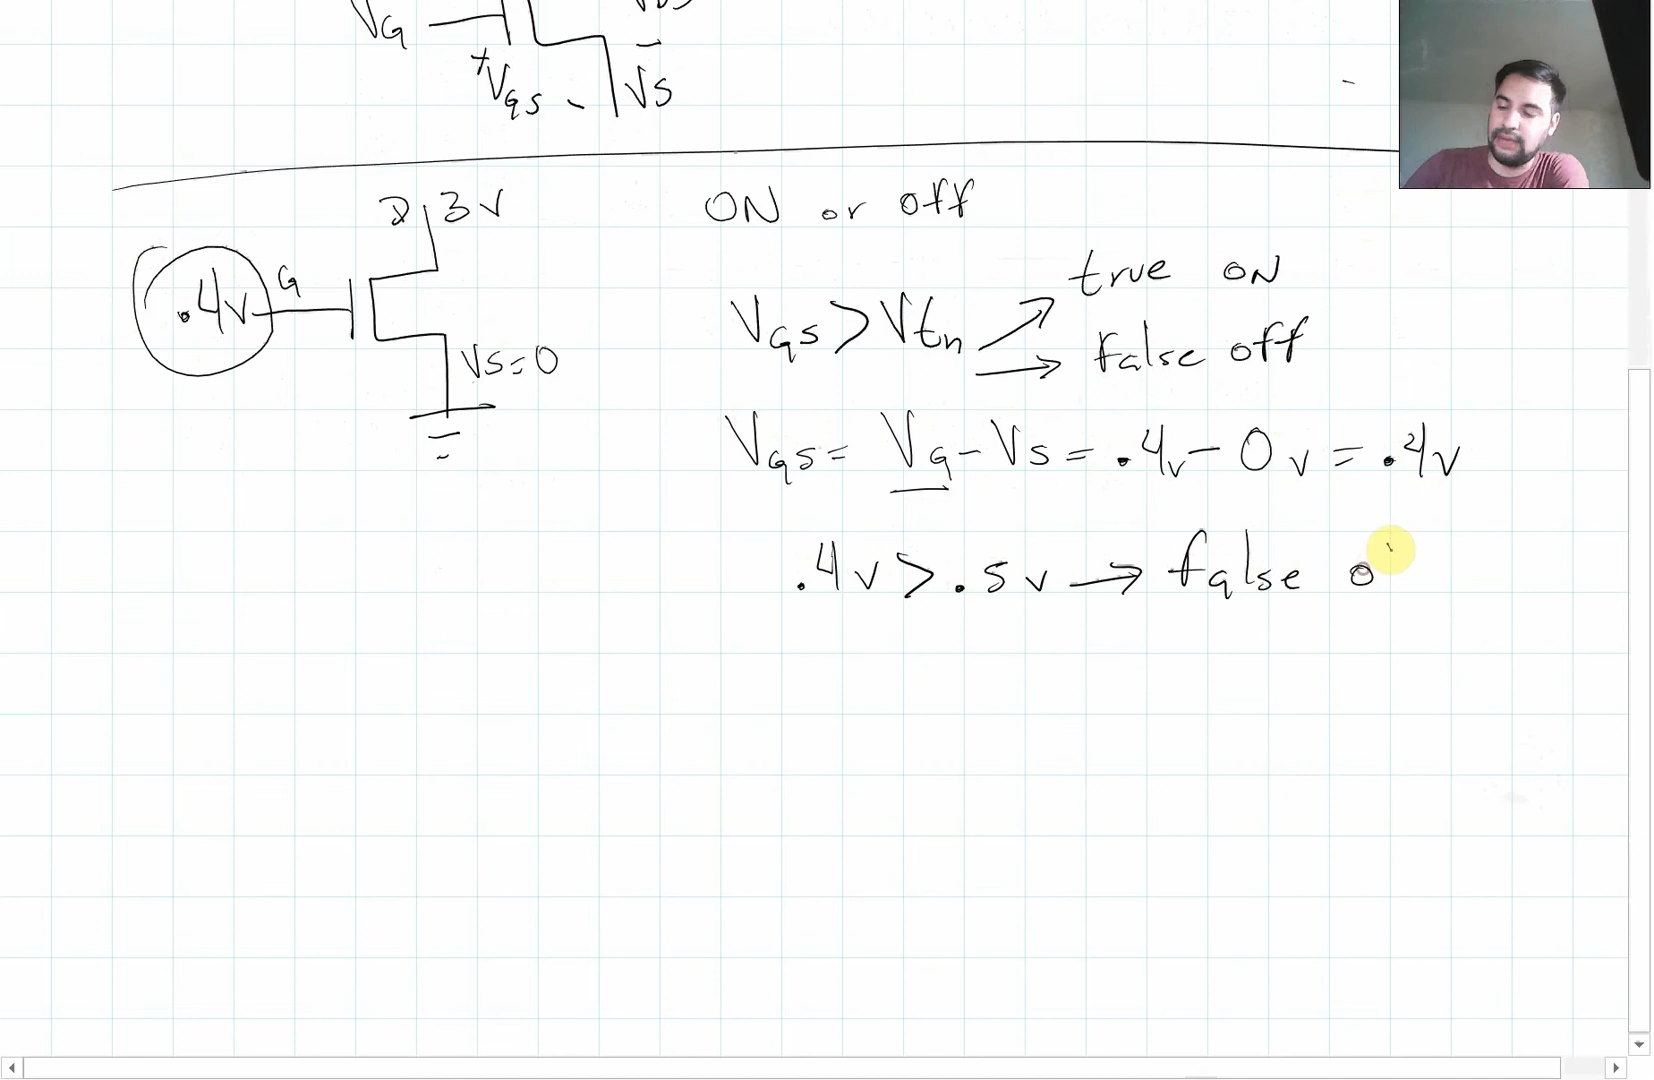 VG
+VGS - VS
D 3V
ON or off
.4v G
VS=0
VGS > Vtn
true ON
False off
VGS = VG - VS = .4v - 0v = .4v
.4v > .5v → false o